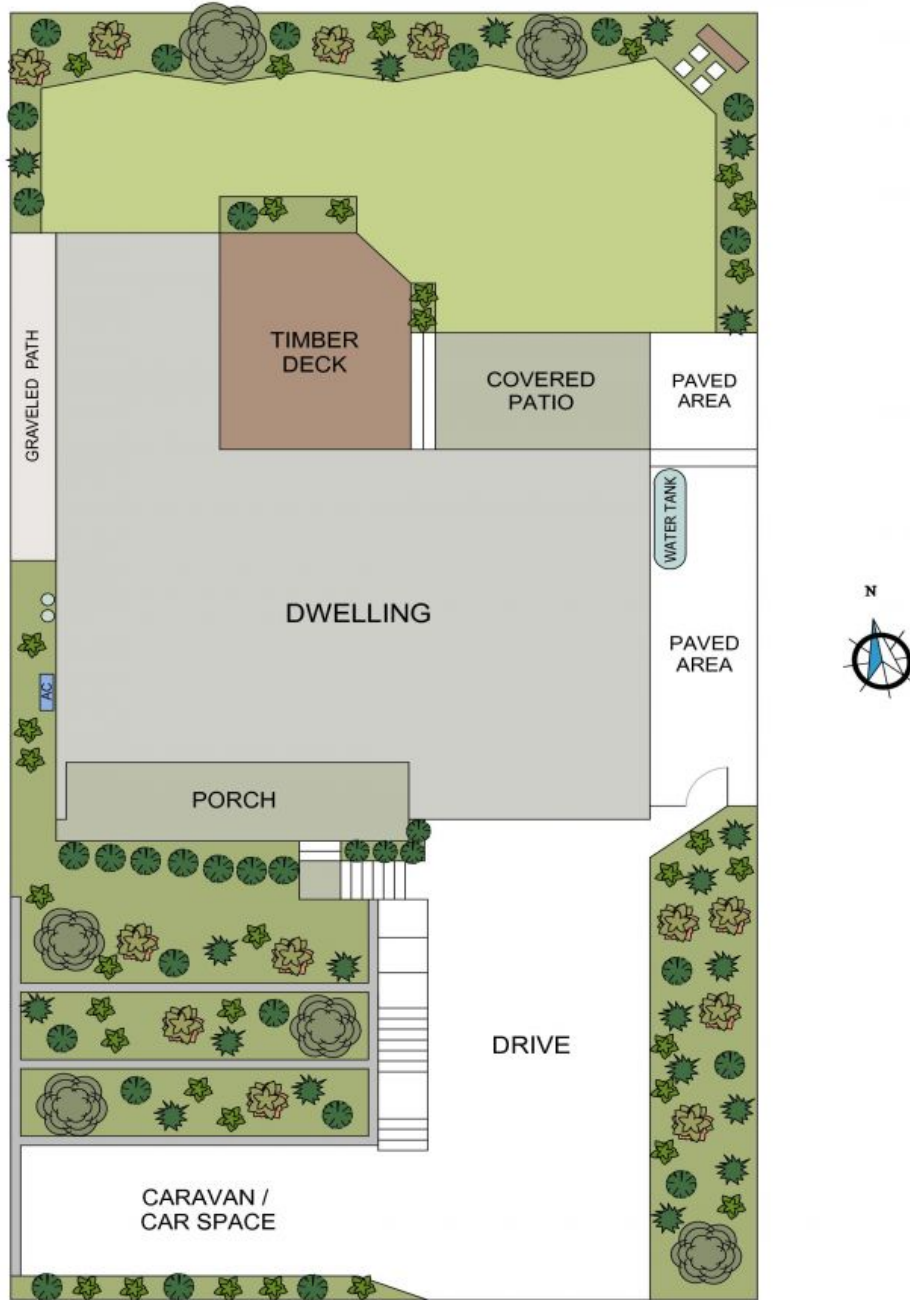 TIMBER
DECK
GRAVELED PATH
COVERED
PATIO
PAVED
AREA
WATER TANK
DWELLING
N
PAVED
AREA
AC
PORCH
DRIVE
CARAVAN /
CAR SPACE